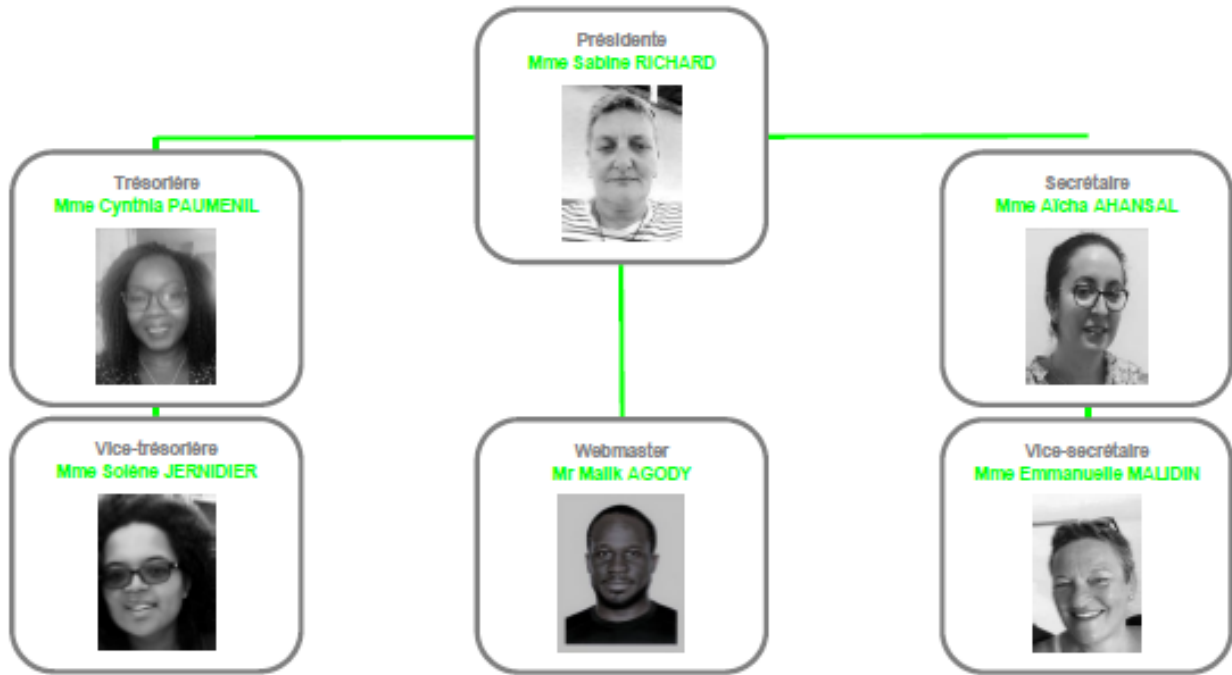 Présidente
Mme Sabine RICHARD
Trésorière
Mme Cynthia PAUMENIL
Secrétaire
Mme Aïcha AHANSAL
Vice-trésorière
Mme Solène JERNIDIER
Webmaster
Mr Malik AGODY
Vice-secrétaire
Mme Emmanuelle MALIDIN